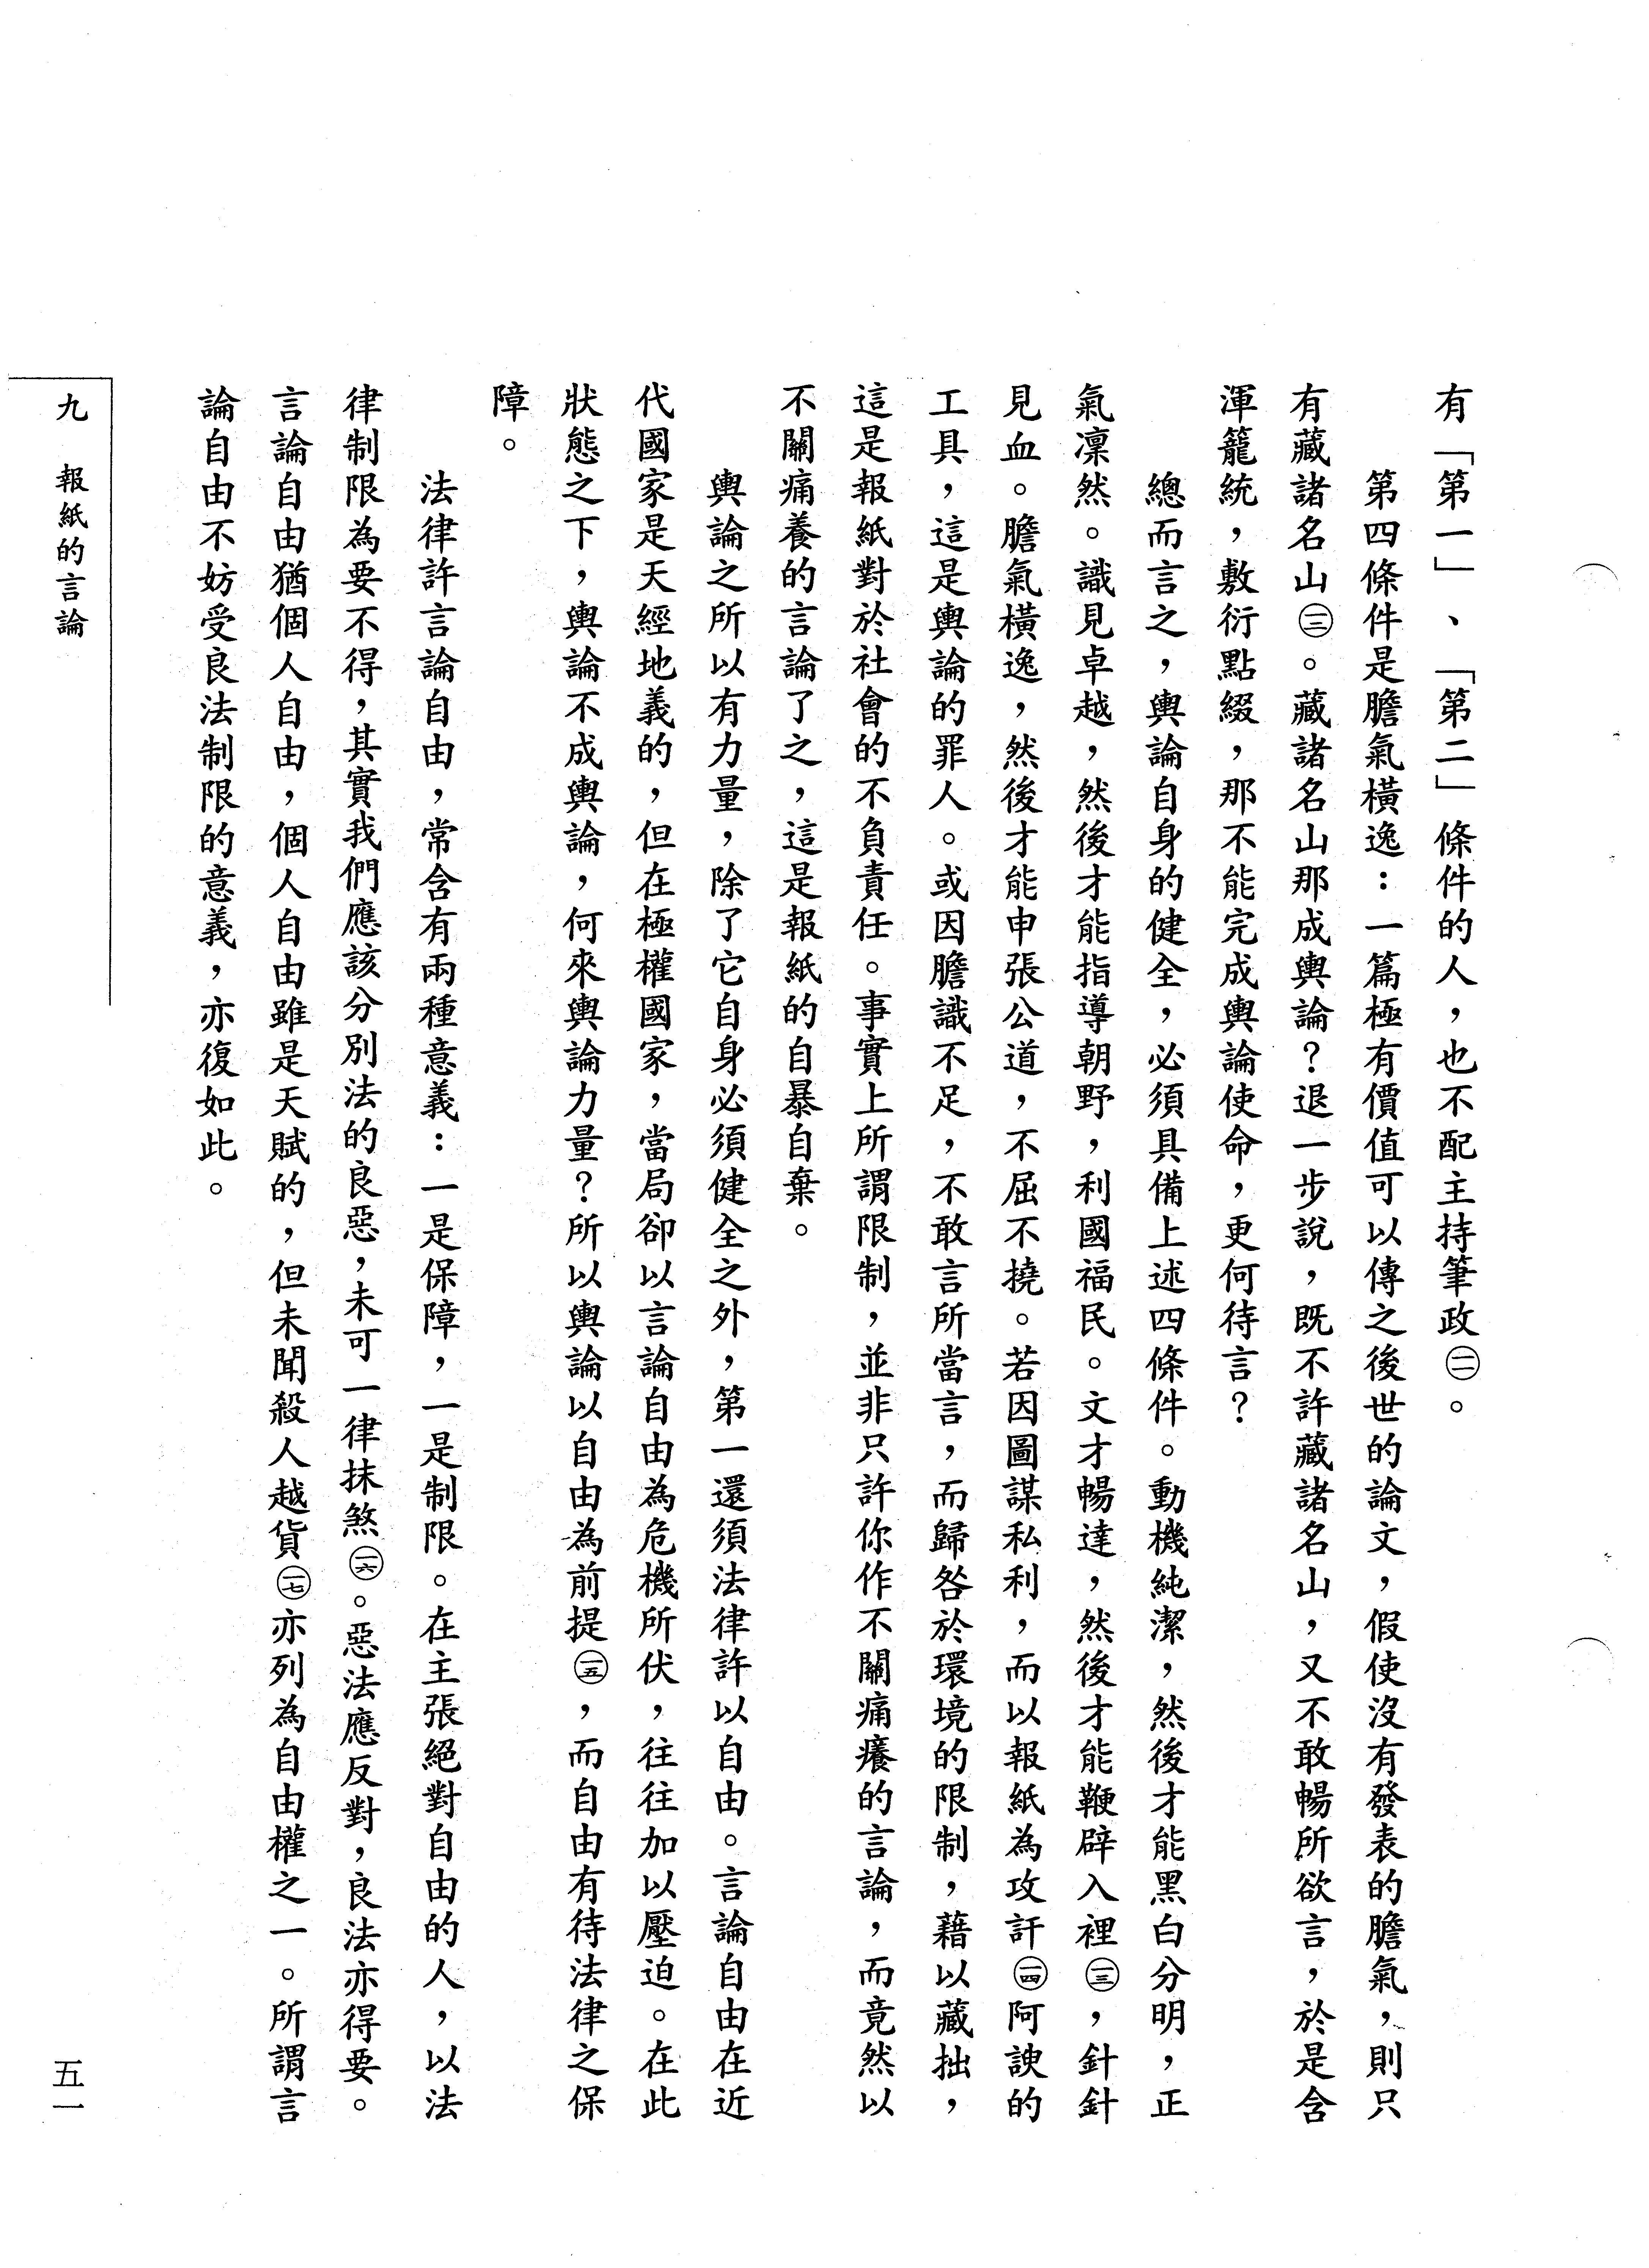 有「第一」、「第二」條件的人，也不配主持筆政㊁。
第四條件是膽氣橫逸：一篇極有價值可以傳之後世的論文，假使沒有發表的膽氣，則只
有藏諸名山㊂。藏諸名山那成輿論？退一步說，既不許藏諸名山，又不敢暢所欲言，於是含
渾籠統，敷衍點綴，那不能完成輿論使命，更何待言？
總而言之，輿論自身的健全，必須具備上述四條件。動機純潔，然後才能黑白分明，正
氣凜然。識見卓越，然後才能指導朝野，利國福民。文才暢達，然後才能鞭辟入裡㊀㊂，針針
見血。膽氣橫逸，然後才能申張公道，不屈不撓。若因圖謀私利，而以報紙為攻訐㊀㊃阿諛的
工具，這是輿論的罪人。或因膽識不足，不敢言所當言，而歸咎於環境的限制，藉以藏拙，
這是報紙對於社會的不負責任。事實上所謂限制，並非只許你作不關痛癢的言論，而竟然以
不關痛養的言論了之，這是報紙的自暴自棄。
輿論之所以有力量，除了它自身必須健全之外，第一還須法律許以自由。言論自由在近
代國家是天經地義的，但在極權國家，當局卻以言論自由為危機所伏，往往加以壓迫。在此
狀態之下，輿論不成輿論，何來輿論力量？所以輿論以自由為前提㊀㊄，而自由有待法律之保
障。
法律許言論自由，常含有兩種意義：一是保障，一是制限。在主張絕對自由的人，以法
律制限為要不得，其實我們應該分別法的良惡，未可一律抹煞㊀㊅。惡法應反對，良法亦得要。
言論自由猶個人自由，個人自由雖是天賦的，但未聞殺人越貨㊀㊆亦列為自由權之一。所謂言
論自由不妨受良法制限的意義，亦復如此。
九　報紙的言論
五一